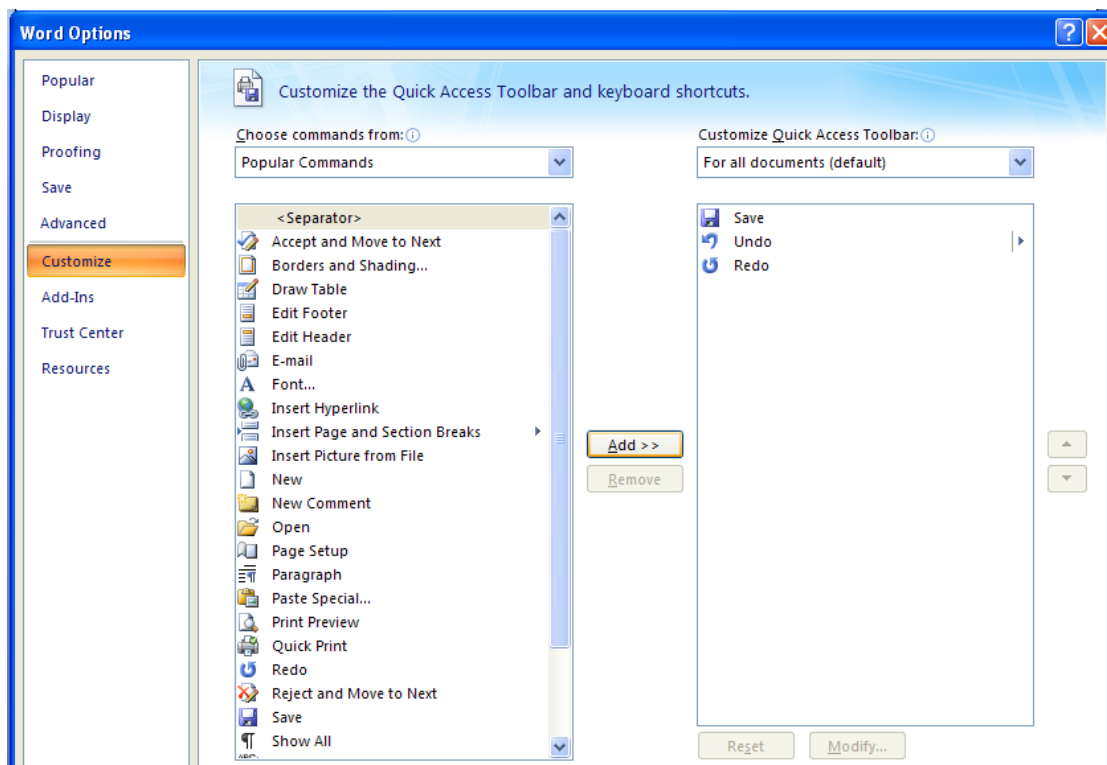 Word Options
Popular
Display
Proofing
Save
Advanced
Customize
Add-Ins
Trust Center
Resources
Customize the Quick Access Toolbar and keyboard shortcuts.
Choose commands from:
Popular Commands
<Separator>
Accept and Move to Next
Borders and Shading...
Draw Table
Edit Footer
Edit Header
E-mail
Font...
Insert Hyperlink
Insert Page and Section Breaks
Insert Picture from File
New
New Comment
Open
Page Setup
Paragraph
Paste Special...
Print Preview
Quick Print
Redo
Reject and Move to Next
Save
Show All
Add >>
Remove
Customize Quick Access Toolbar:
For all documents (default)
Save
Undo
Redo
Reset
Modify...